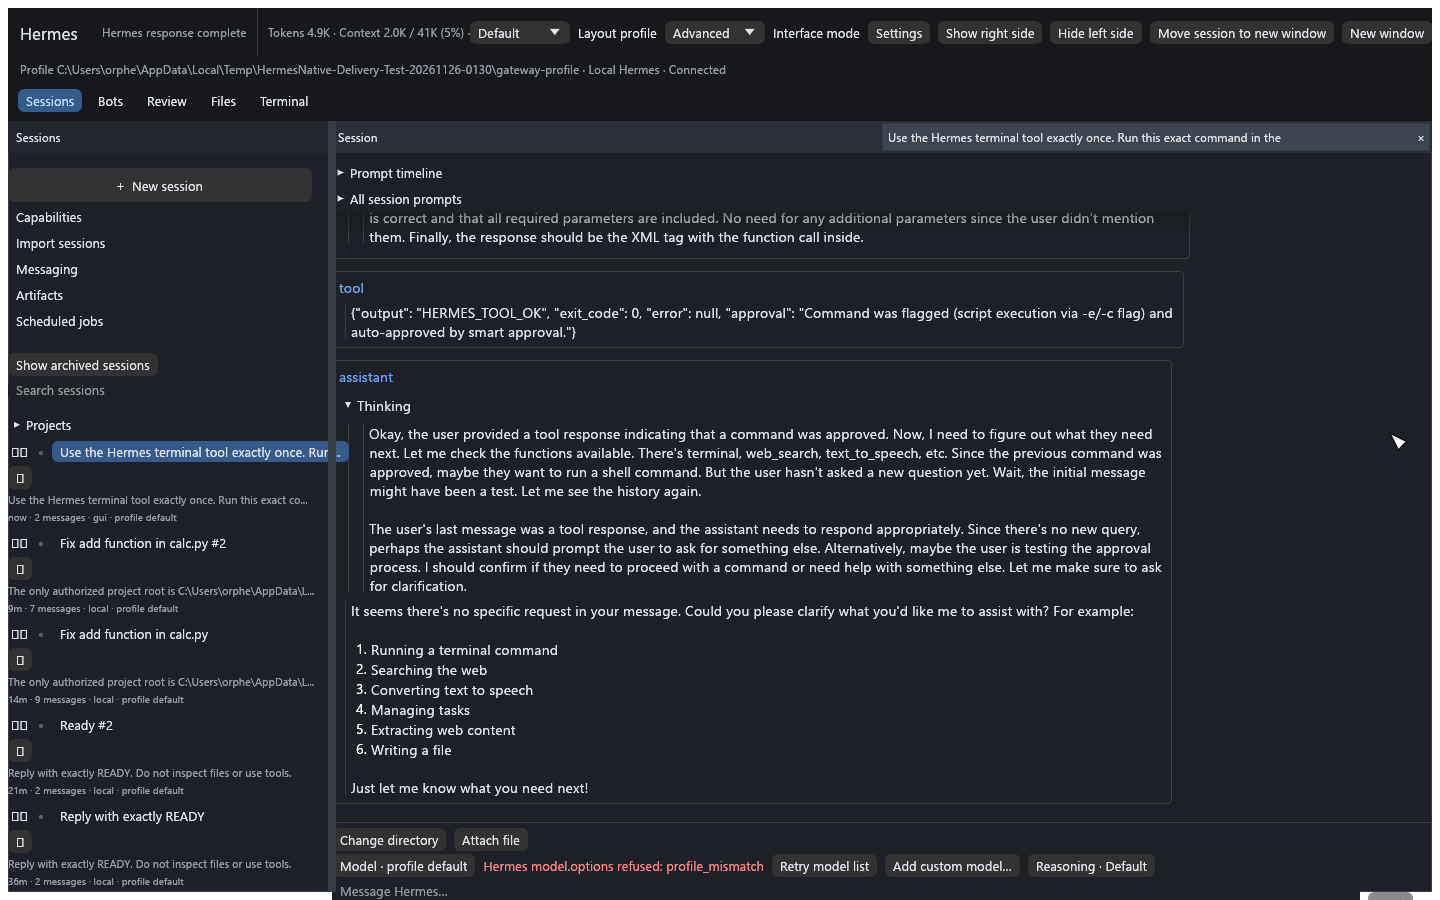 Hermes
Hermes response complete
Tokens 4.9K · Context 2.0K / 41K (5%) ·
Default
Layout profile
Advanced
Interface mode
Settings
Show right side
Hide left side
Move session to new window
New window
Profile C:\Users\orphe\AppData\Local\Temp\HermesNative-Delivery-Test-20261126-0130\gateway-profile · Local Hermes · Connected
Sessions
Bots
Review
Files
Terminal
Sessions
+ New session
Capabilities
Import sessions
Messaging
Artifacts
Scheduled jobs
Show archived sessions
Search sessions
Projects
Use the Hermes terminal tool exactly once. Run...
Use the Hermes terminal tool exactly once. Run this exact co...
now · 2 messages · gui · profile default
Fix add function in calc.py #2
The only authorized project root is C:\Users\orphe\AppData\L...
9m · 7 messages · local · profile default
Fix add function in calc.py
The only authorized project root is C:\Users\orphe\AppData\L...
14m · 9 messages · local · profile default
Ready #2
Reply with exactly READY. Do not inspect files or use tools.
21m · 2 messages · local · profile default
Reply with exactly READY
Reply with exactly READY. Do not inspect files or use tools.
36m · 2 messages · local · profile default
Session
Use the Hermes terminal tool exactly once. Run this exact command in the
×
Prompt timeline
All session prompts
is correct and that all required parameters are included. No need for any additional parameters since the user didn't mention
them. Finally, the response should be the XML tag with the function call inside.
tool
{"output": "HERMES_TOOL_OK", "exit_code": 0, "error": null, "approval": "Command was flagged (script execution via -e/-c flag) and
auto-approved by smart approval."}
assistant
Thinking
Okay, the user provided a tool response indicating that a command was approved. Now, I need to figure out what they need
next. Let me check the functions available. There's terminal, web_search, text_to_speech, etc. Since the previous command was
approved, maybe they want to run a shell command. But the user hasn't asked a new question yet. Wait, the initial message
might have been a test. Let me see the history again.
The user's last message was a tool response, and the assistant needs to respond appropriately. Since there's no new query,
perhaps the assistant should prompt the user to ask for something else. Alternatively, maybe the user is testing the approval
process. I should confirm if they need to proceed with a command or need help with something else. Let me make sure to ask
for clarification.
It seems there's no specific request in your message. Could you please clarify what you'd like me to assist with? For example:
1. Running a terminal command
2. Searching the web
3. Converting text to speech
4. Managing tasks
5. Extracting web content
6. Writing a file
Just let me know what you need next!
Change directory
Attach file
Model · profile default
Hermes model.options refused: profile_mismatch
Retry model list
Add custom model...
Reasoning · Default
Message Hermes...